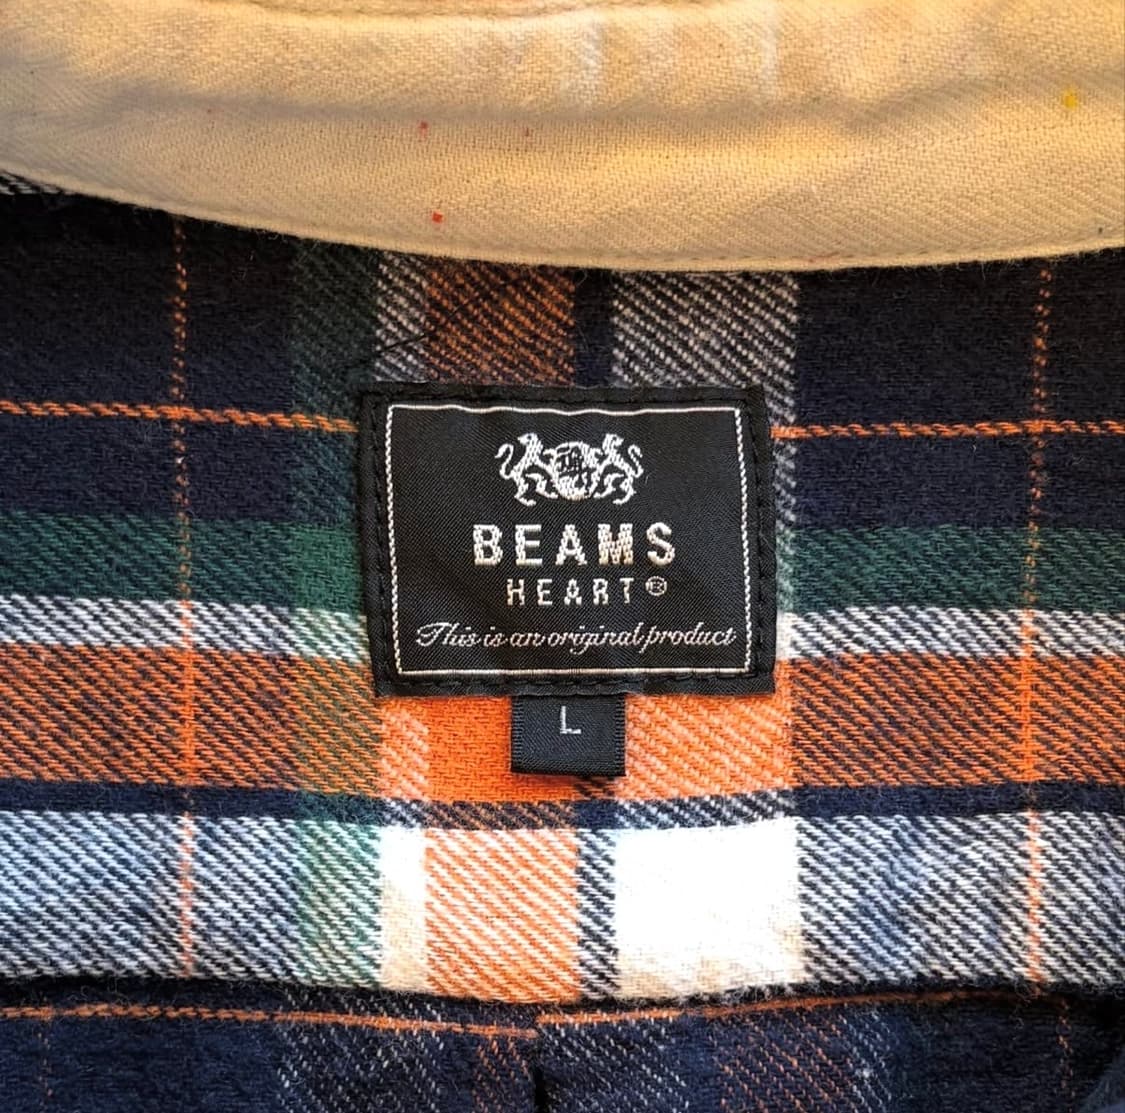 BEAMS
HEART®
This is an original product
L